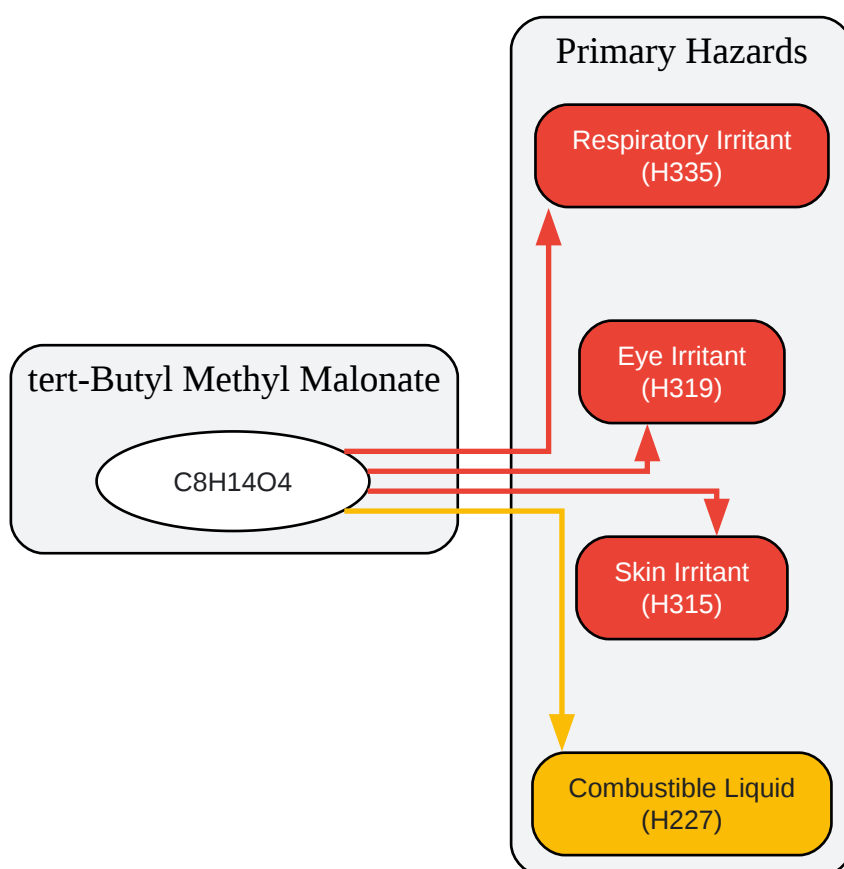 Primary Hazards
Respiratory Irritant
(H335)
Eye Irritant
(H319)
tert-Butyl Methyl Malonate
C8H14O4
Skin Irritant
(H315)
Combustible Liquid
(H227)